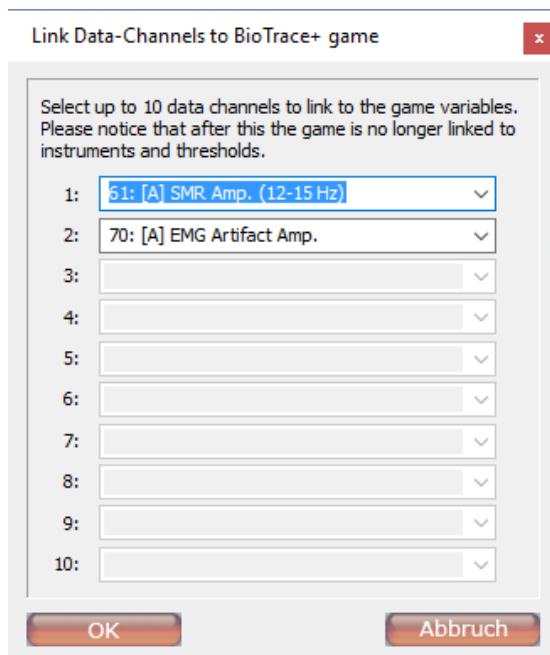 Link Data-Channels to BioTrace+ game
x
Select up to 10 data channels to link to the game variables.
Please notice that after this the game is no longer linked to
instruments and thresholds.
1: 61: [A] SMR Amp. (12-15 Hz)
2: 70: [A] EMG Artifact Amp.
3:
4:
5:
6:
7:
8:
9:
10:
OK Abbruch